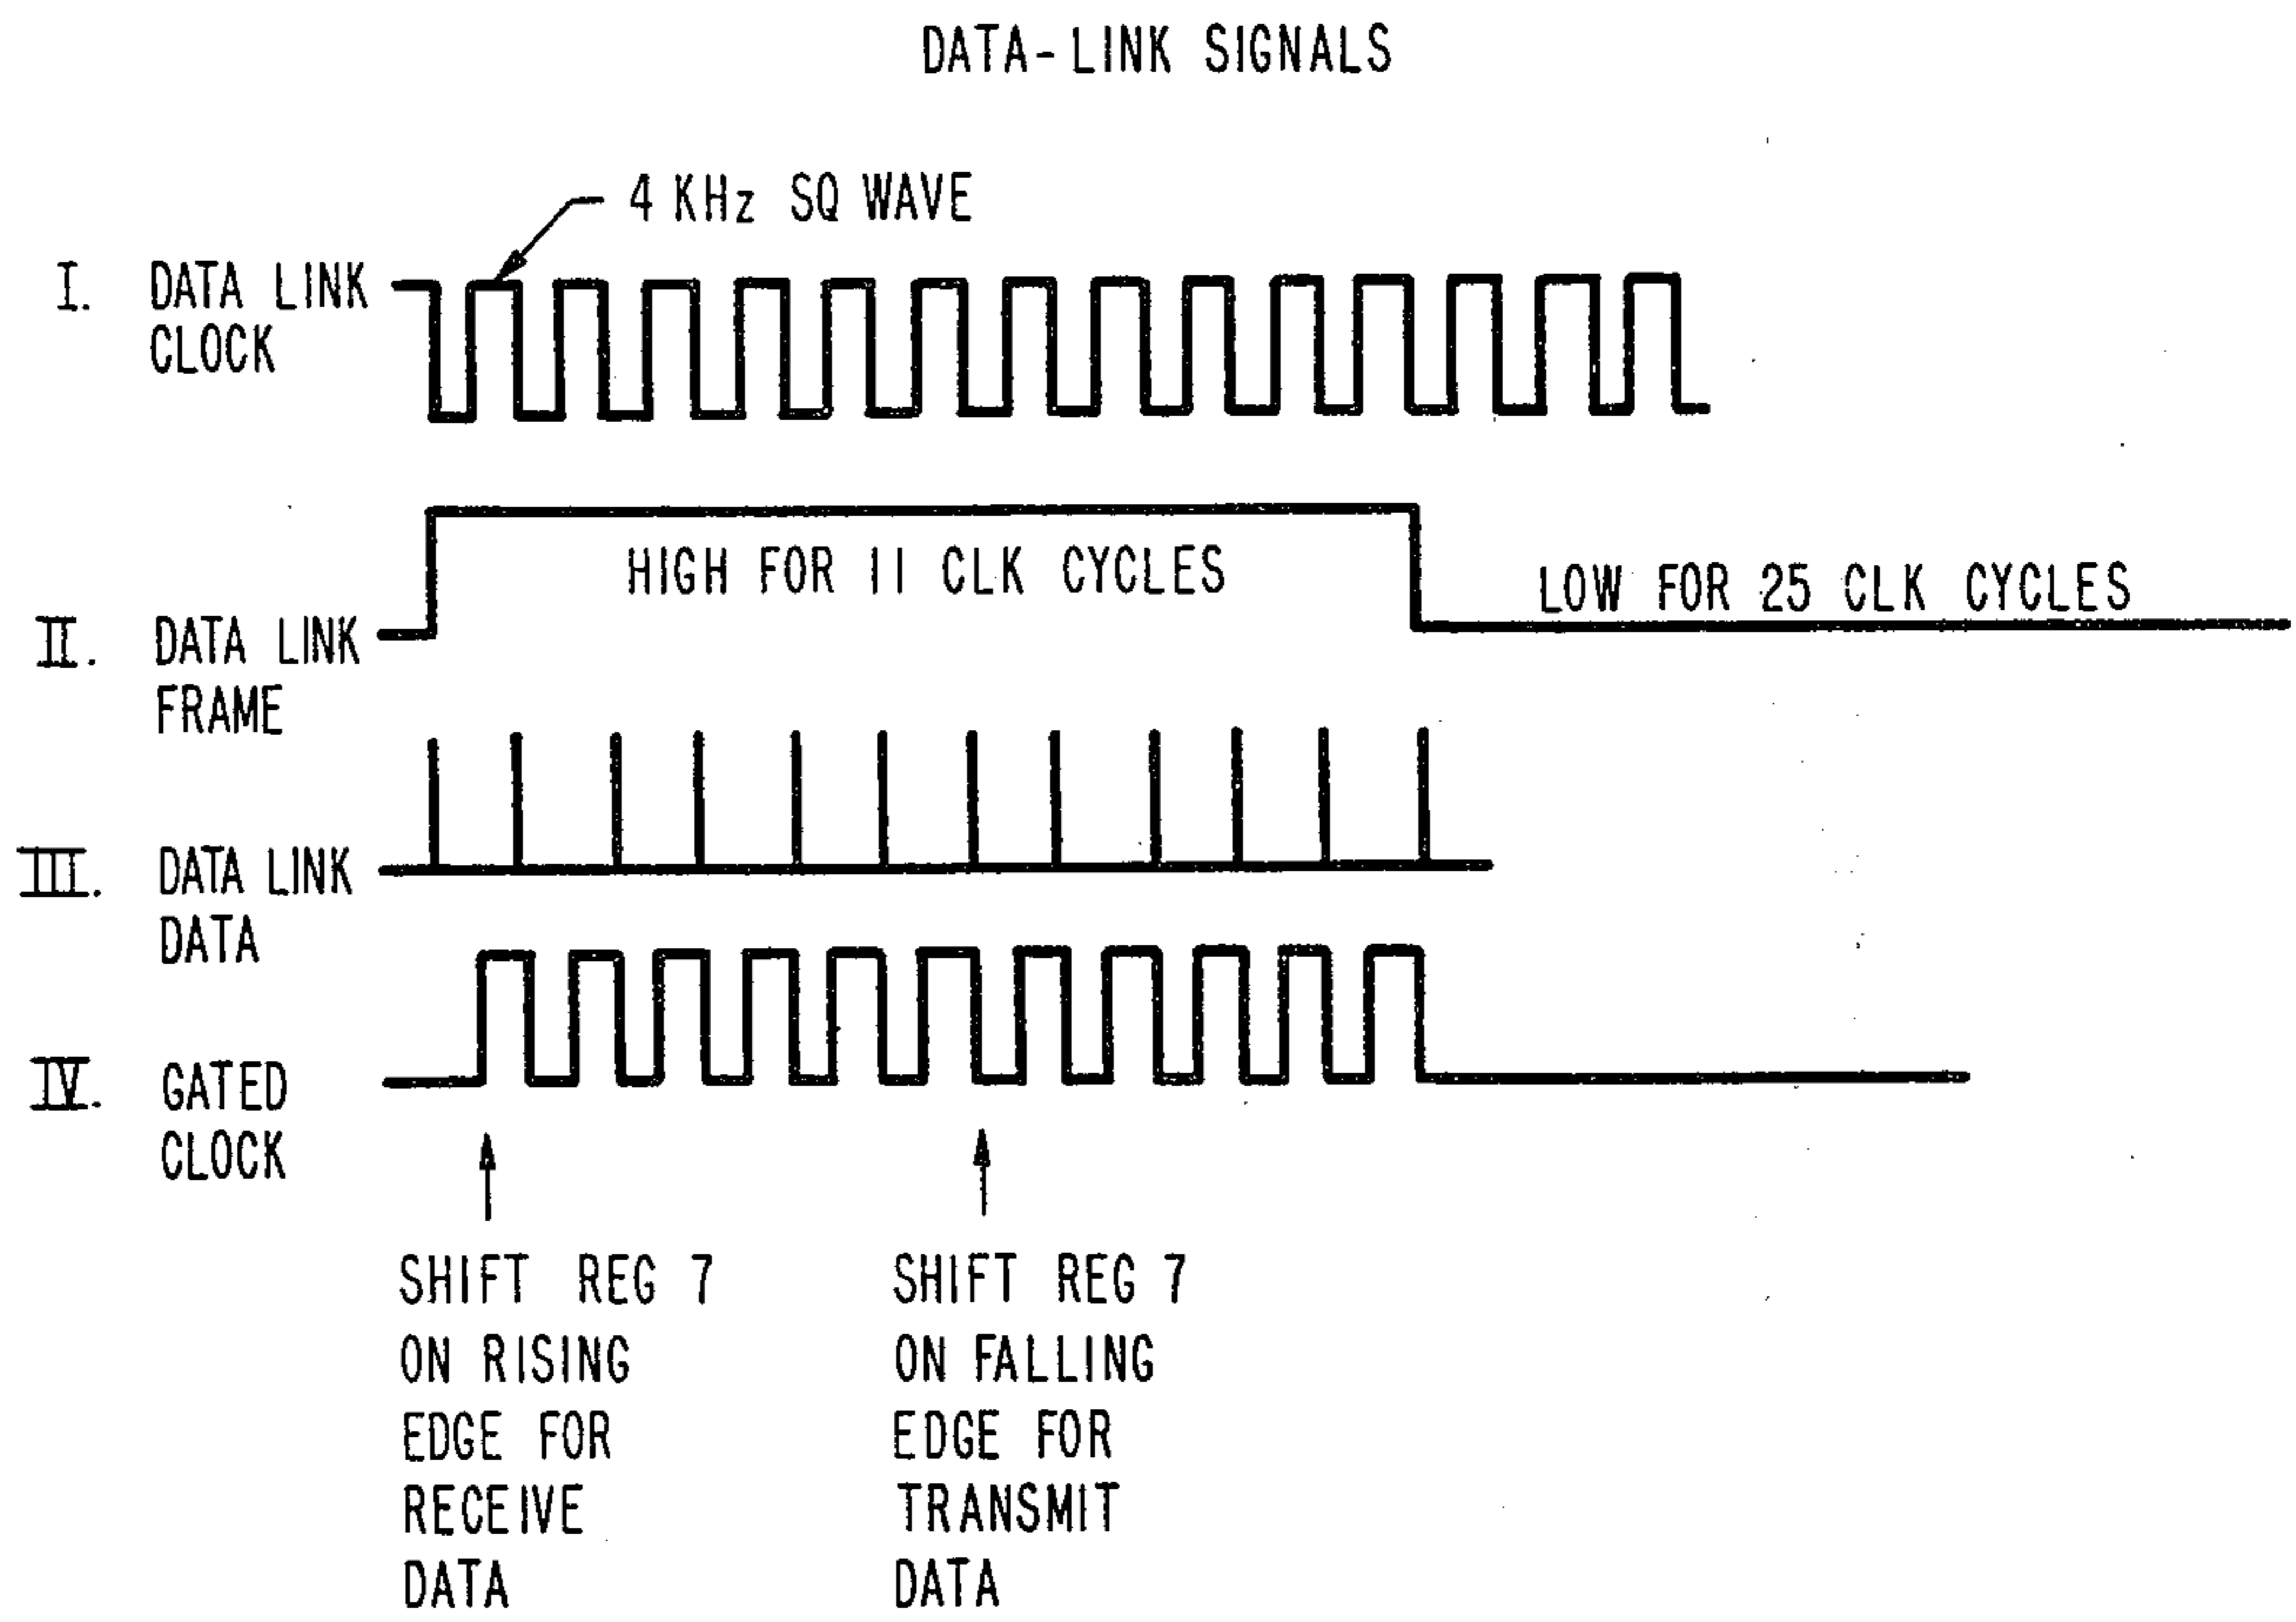 DATA-LINK SIGNALS
4 KHz SQ WAVE
I. DATA LINK
CLOCK
HIGH FOR 11 CLK CYCLES
LOW FOR 25 CLK CYCLES
II. DATA LINK
FRAME
III. DATA LINK
DATA
IV. GATED
CLOCK
SHIFT REG 7
ON RISING
EDGE FOR
RECEIVE
DATA
SHIFT REG 7
ON FALLING
EDGE FOR
TRANSMIT
DATA